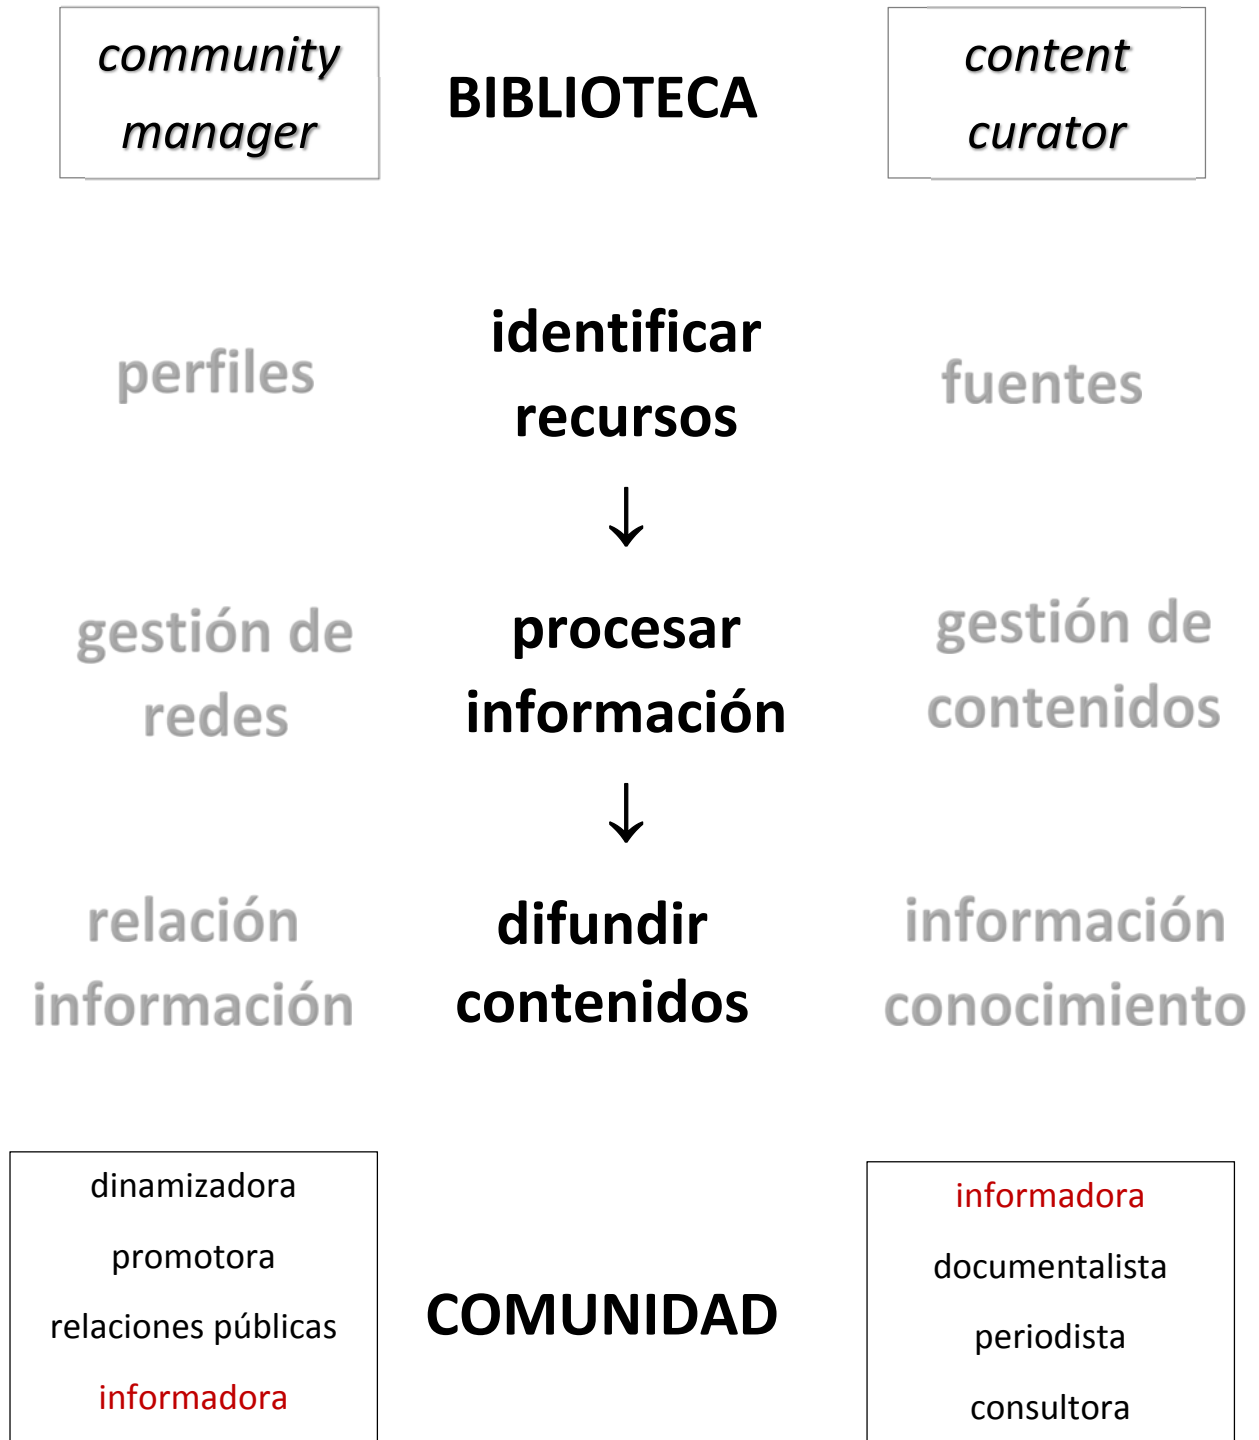 community
manager
BIBLIOTECA
content
curator
perfiles
identificar
recursos
fuentes
↓
gestión de
redes
procesar
información
gestión de
contenidos
↓
relación
información
difundir
contenidos
información
conocimiento
dinamizadora
promotora
relaciones públicas
informadora
COMUNIDAD
informadora
documentalista
periodista
consultora